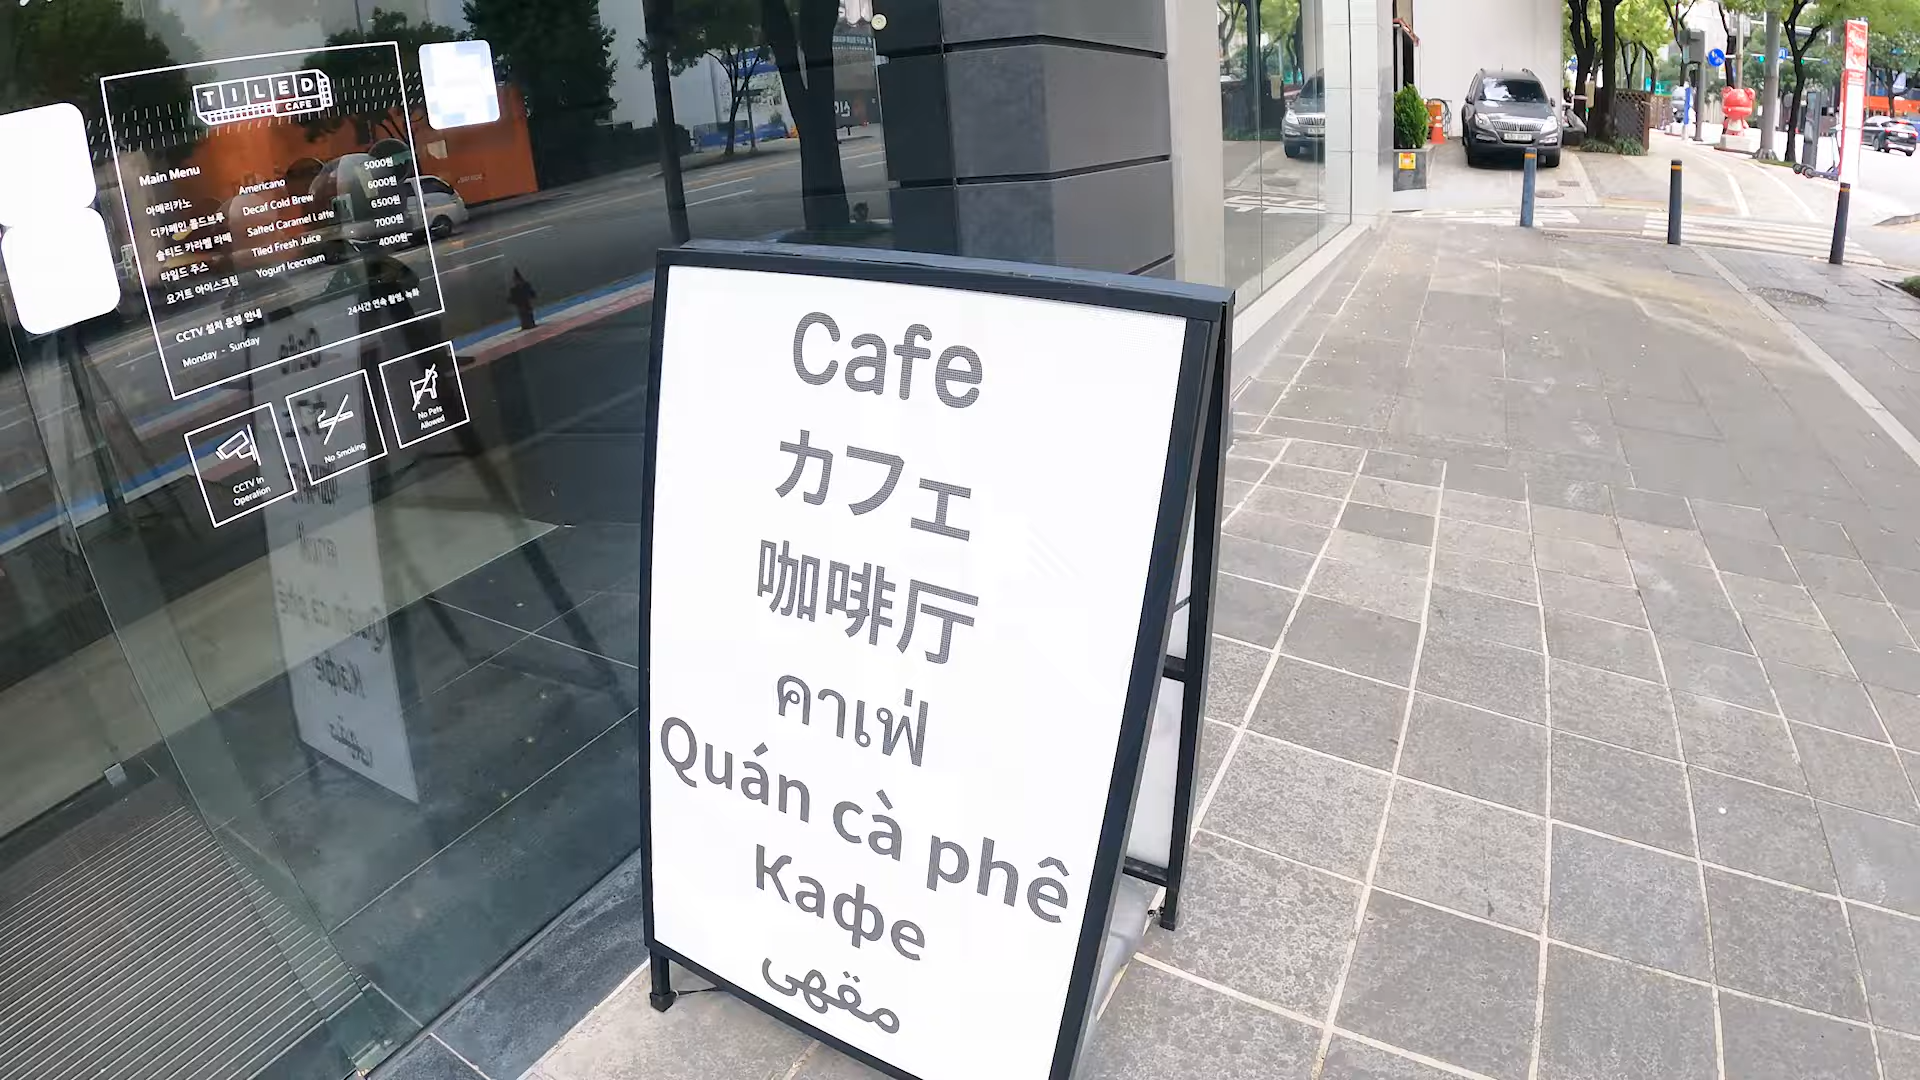 TILED
CAFE
Main Menu
아메리카노 Americano 5000원
디카페인 콜드브루 Decaf Cold Brew 6000원
솔티드 카라멜 라떼 Salted Caramel Latte 6500원
타일드 주스 Tiled Fresh Juice 7000원
요거트 아이스크림 Yogurt Icecream 4000원
CCTV 설치 운영 안내 24시간 연속 촬영, 녹화
Monday - Sunday
CCTV In
Operation
No Smoking
No Pets
Allowed
Cafe
カフェ
咖啡厅
คาเฟ่
Quán cà phê
Кафе
مقهى